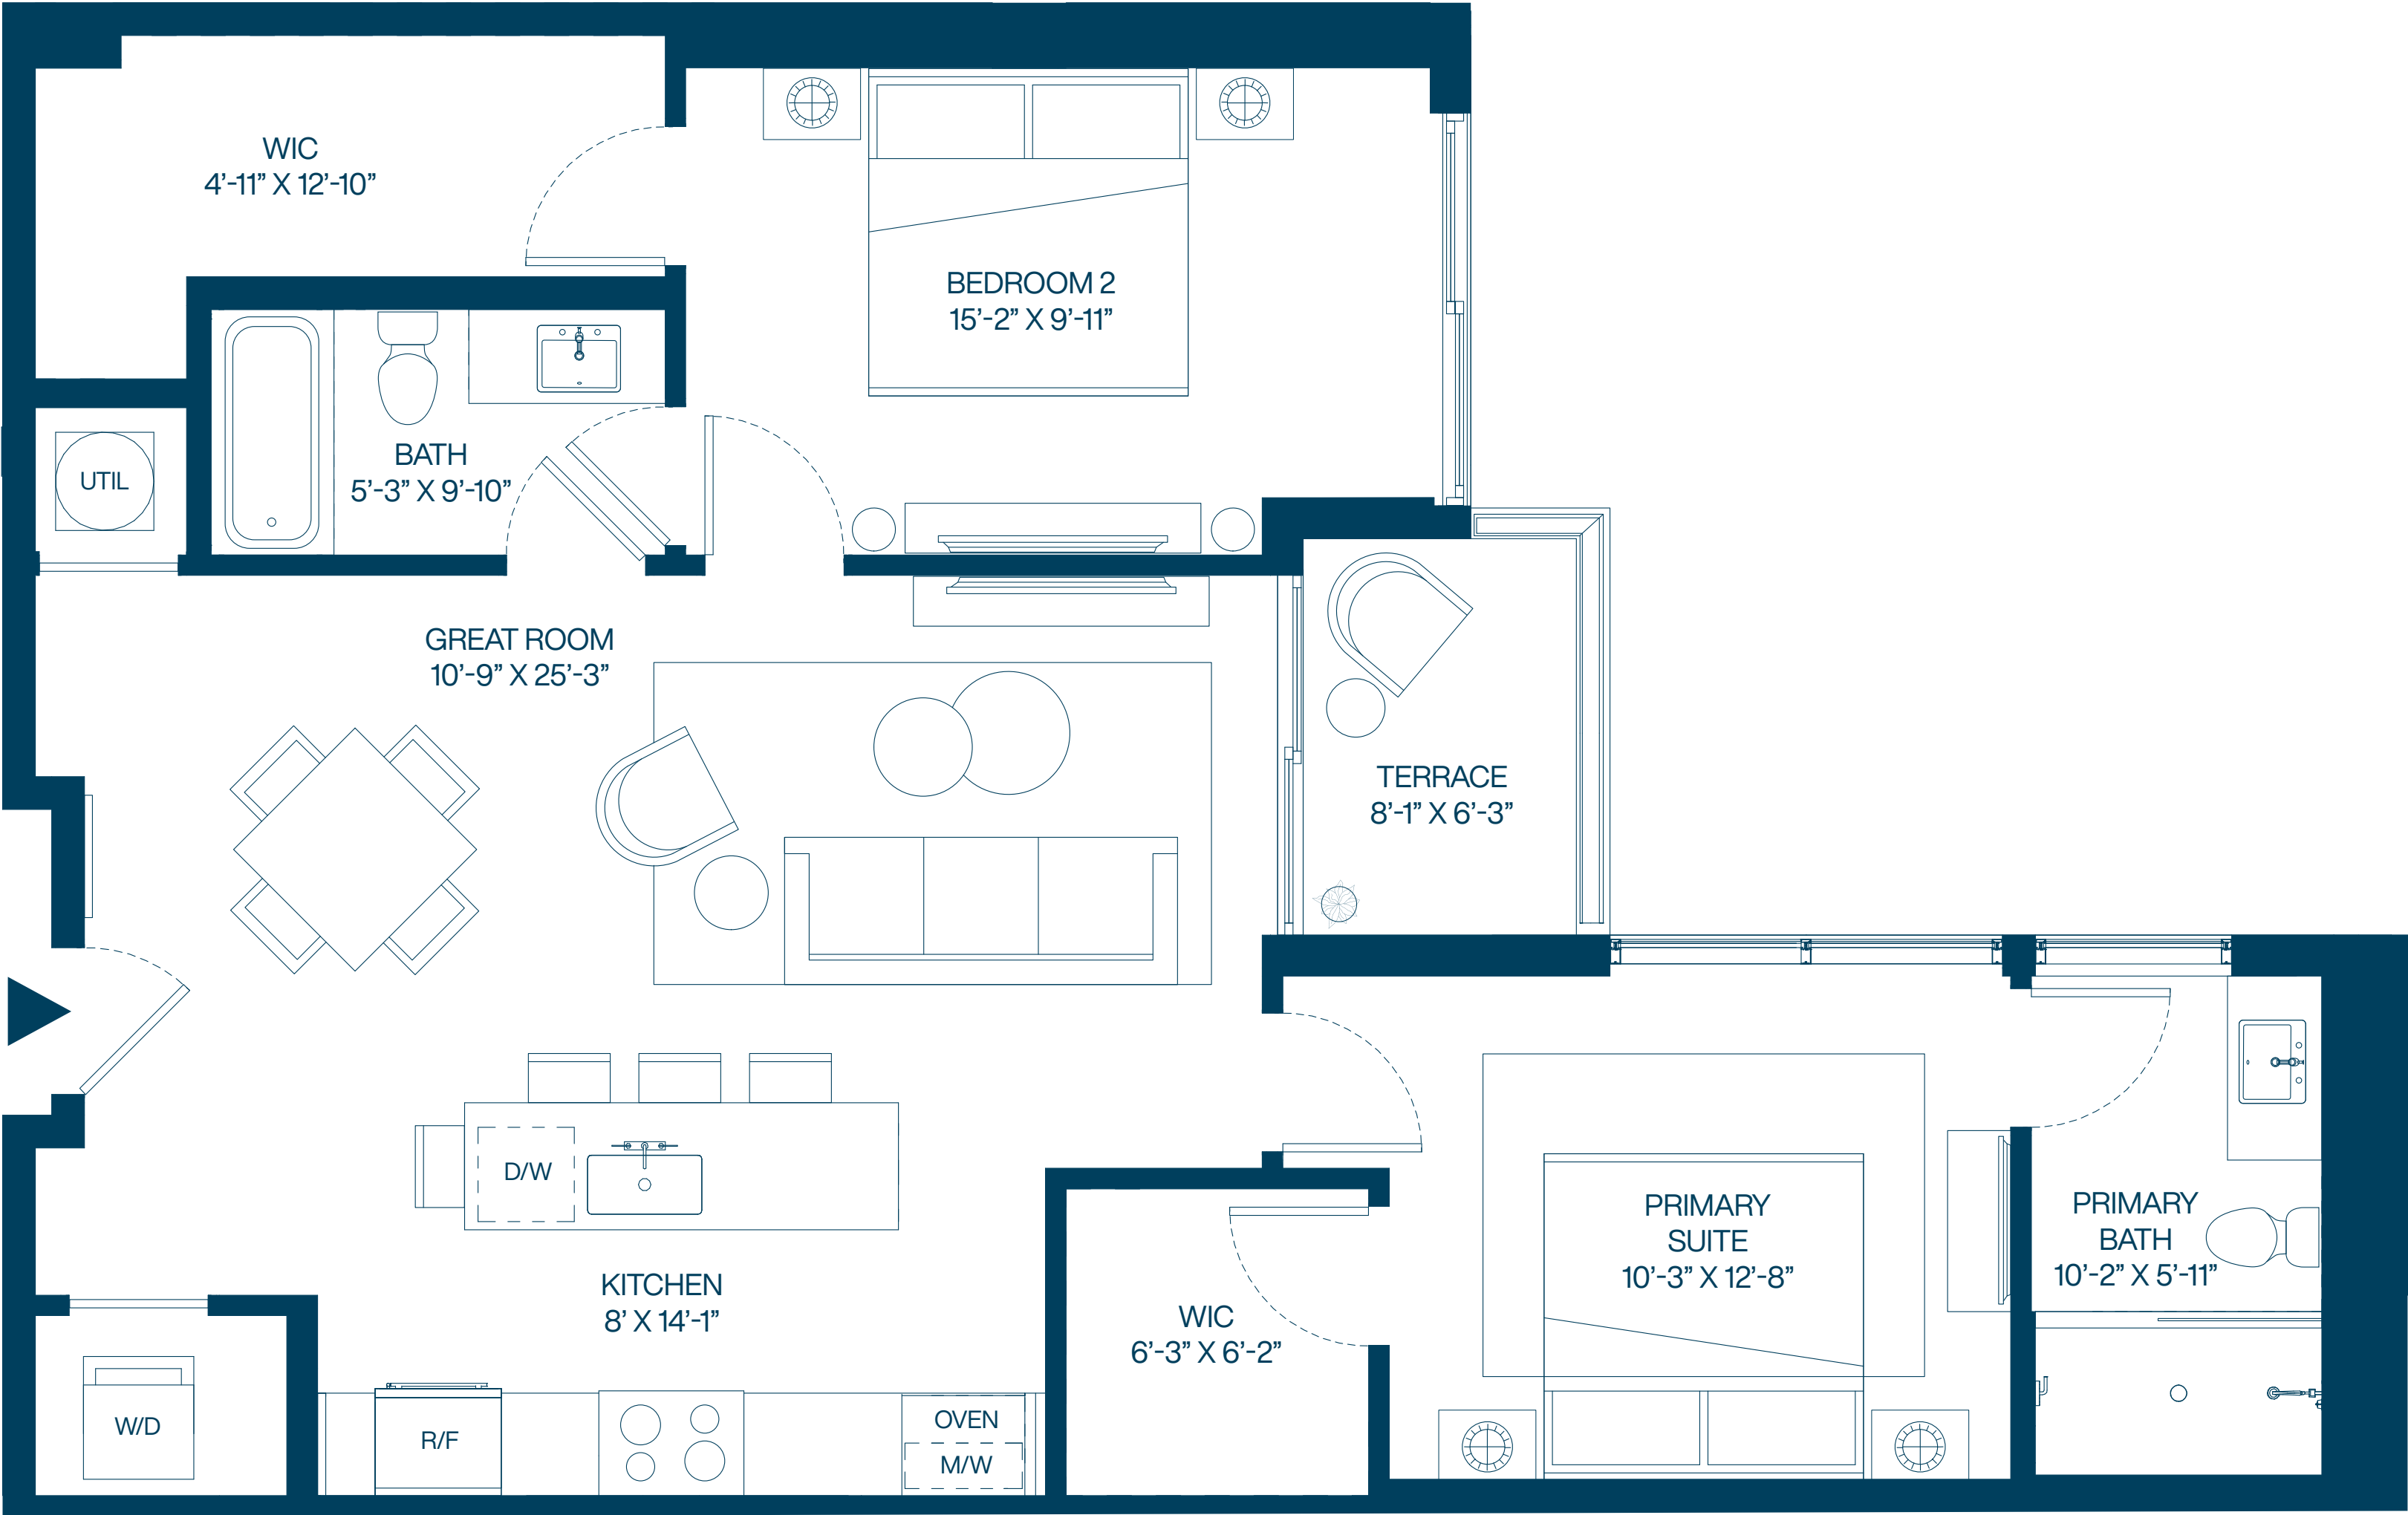 WIC
4’-11” X 12’-10”
BEDROOM 2
15’-2” X 9’-11”
BATH
5’-3” X 9’-10”
UTIL
GREAT ROOM
10’-9” X 25’-3”
TERRACE
8’-1” X 6’-3”
D/W
KITCHEN
8’ X 14’-1”
WIC
6’-3” X 6’-2”
PRIMARY
SUITE
10’-3” X 12’-8”
PRIMARY
BATH
10’-2” X 5’-11”
W/D
R/F
OVEN
M/W